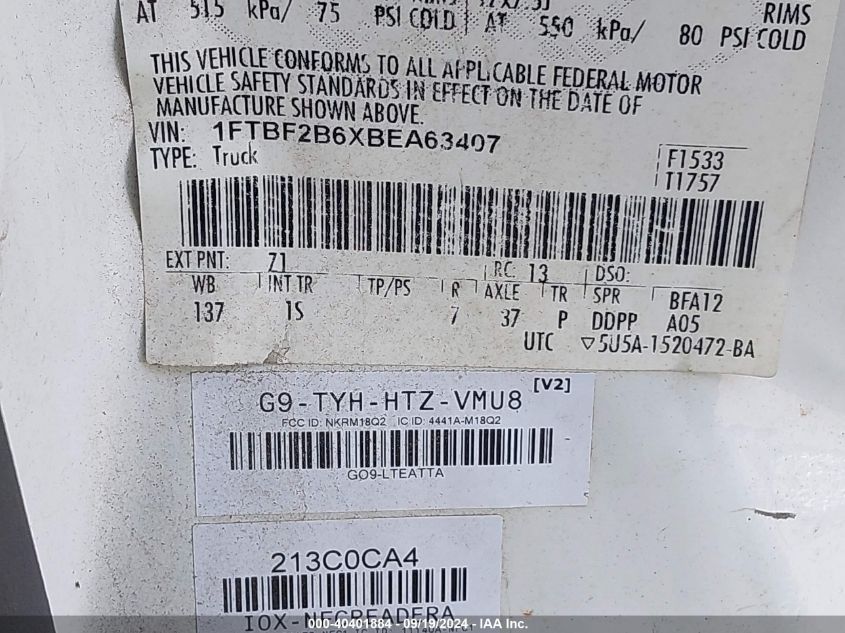 AT 515 kPa/ 75 PSI COLD AT 550 kPa/ 80 PSI COLD
RIMS
THIS VEHICLE CONFORMS TO ALL APPLICABLE FEDERAL MOTOR
VEHICLE SAFETY STANDARDS IN EFFECT ON THE DATE OF
MANUFACTURE SHOWN ABOVE.
VIN: 1FTBF2B6XBEA63407
TYPE: Truck
F1533
T1757
EXT PNT: Z1 RC: 13 DSO:
WB INT TR TP/PS R AXLE TR SPR BFA12
137 1S 7 37 P DDPP A05
UTC ▽5U5A-1520472-BA
G9-TYH-HTZ-VMU8 [V2]
FCC ID: NKRM18Q2 IC ID: 4441A-M18Q2
GO9-LTEATTA
213C0CA4
IOX-NFCREADERA
00-40401884 - 09/19/2024 - IAA Inc.